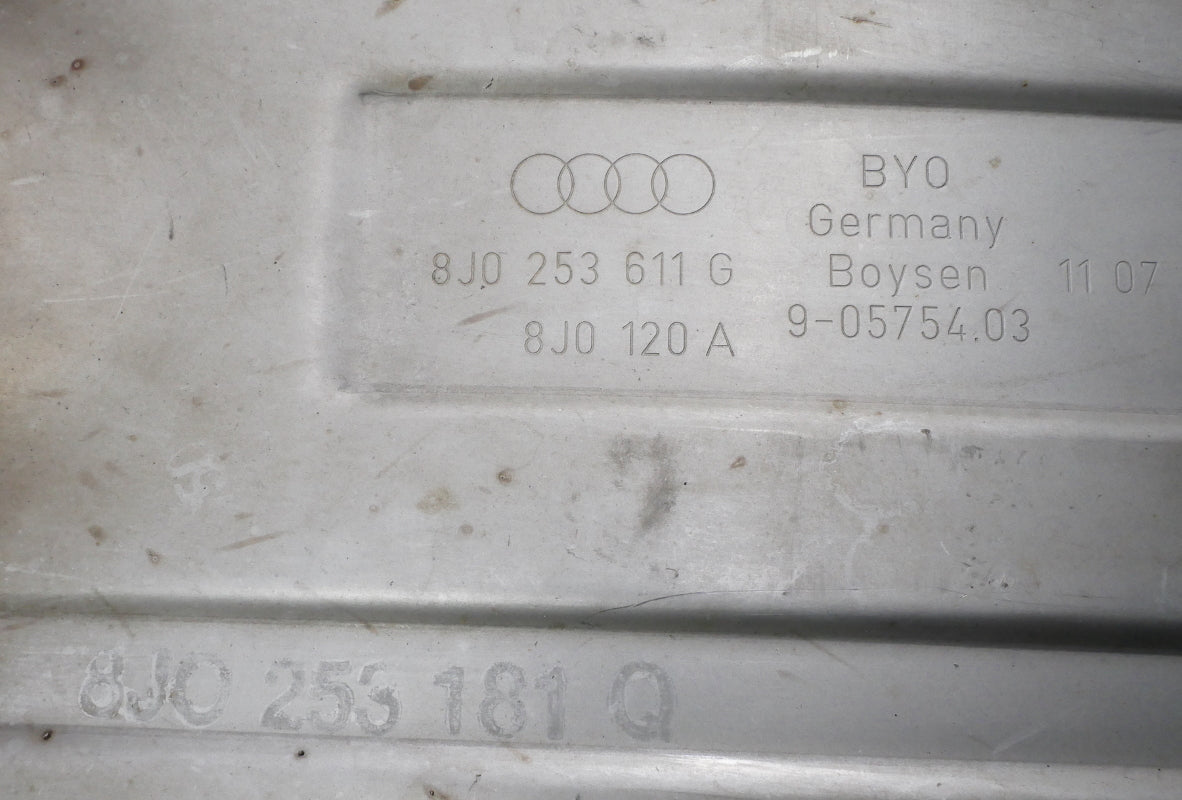 BYO
Germany
8J0 253 611 G Boysen 11 07
8J0 120 A 9-05754.03
8J0 253 181 Q